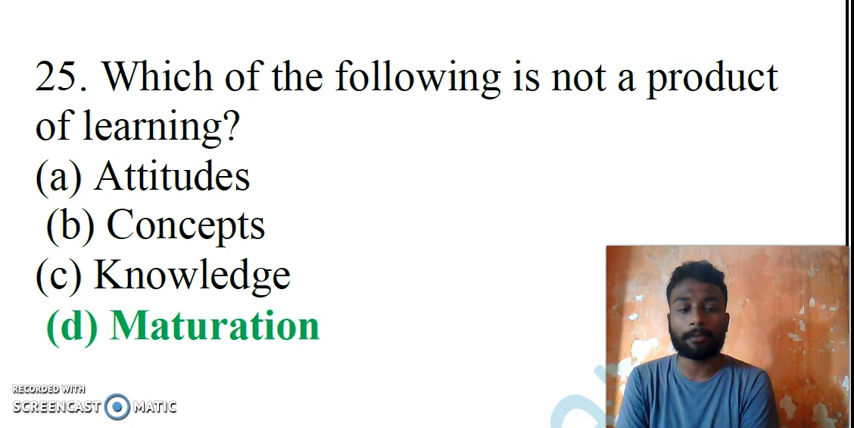 25. Which of the following is not a product
of learning?
(a) Attitudes
(b) Concepts
(c) Knowledge
(d) Maturation
RECORDED WITH
SCREENCAST MATIC